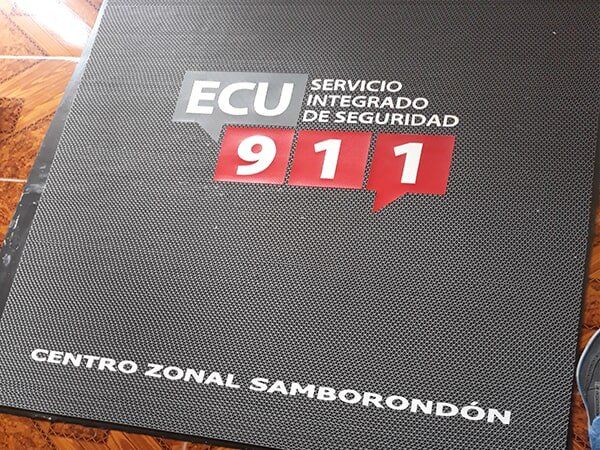 ECU
SERVICIO
INTEGRADO
DE SEGURIDAD
911
CENTRO ZONAL SAMBORONDÓN